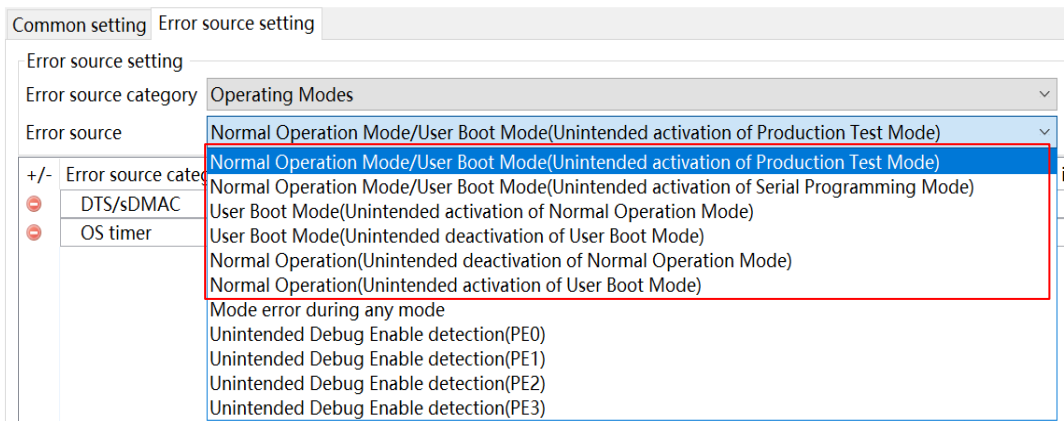 Common setting Error source setting
Error source setting
Error source category Operating Modes
Error source Normal Operation Mode/User Boot Mode(Unintended activation of Production Test Mode)
+/- Error source categ
Normal Operation Mode/User Boot Mode(Unintended activation of Production Test Mode)
Normal Operation Mode/User Boot Mode(Unintended activation of Serial Programming Mode)
DTS/sDMAC
User Boot Mode(Unintended activation of Normal Operation Mode)
OS timer
User Boot Mode(Unintended deactivation of User Boot Mode)
Normal Operation(Unintended deactivation of Normal Operation Mode)
Normal Operation(Unintended activation of User Boot Mode)
Mode error during any mode
Unintended Debug Enable detection(PE0)
Unintended Debug Enable detection(PE1)
Unintended Debug Enable detection(PE2)
Unintended Debug Enable detection(PE3)